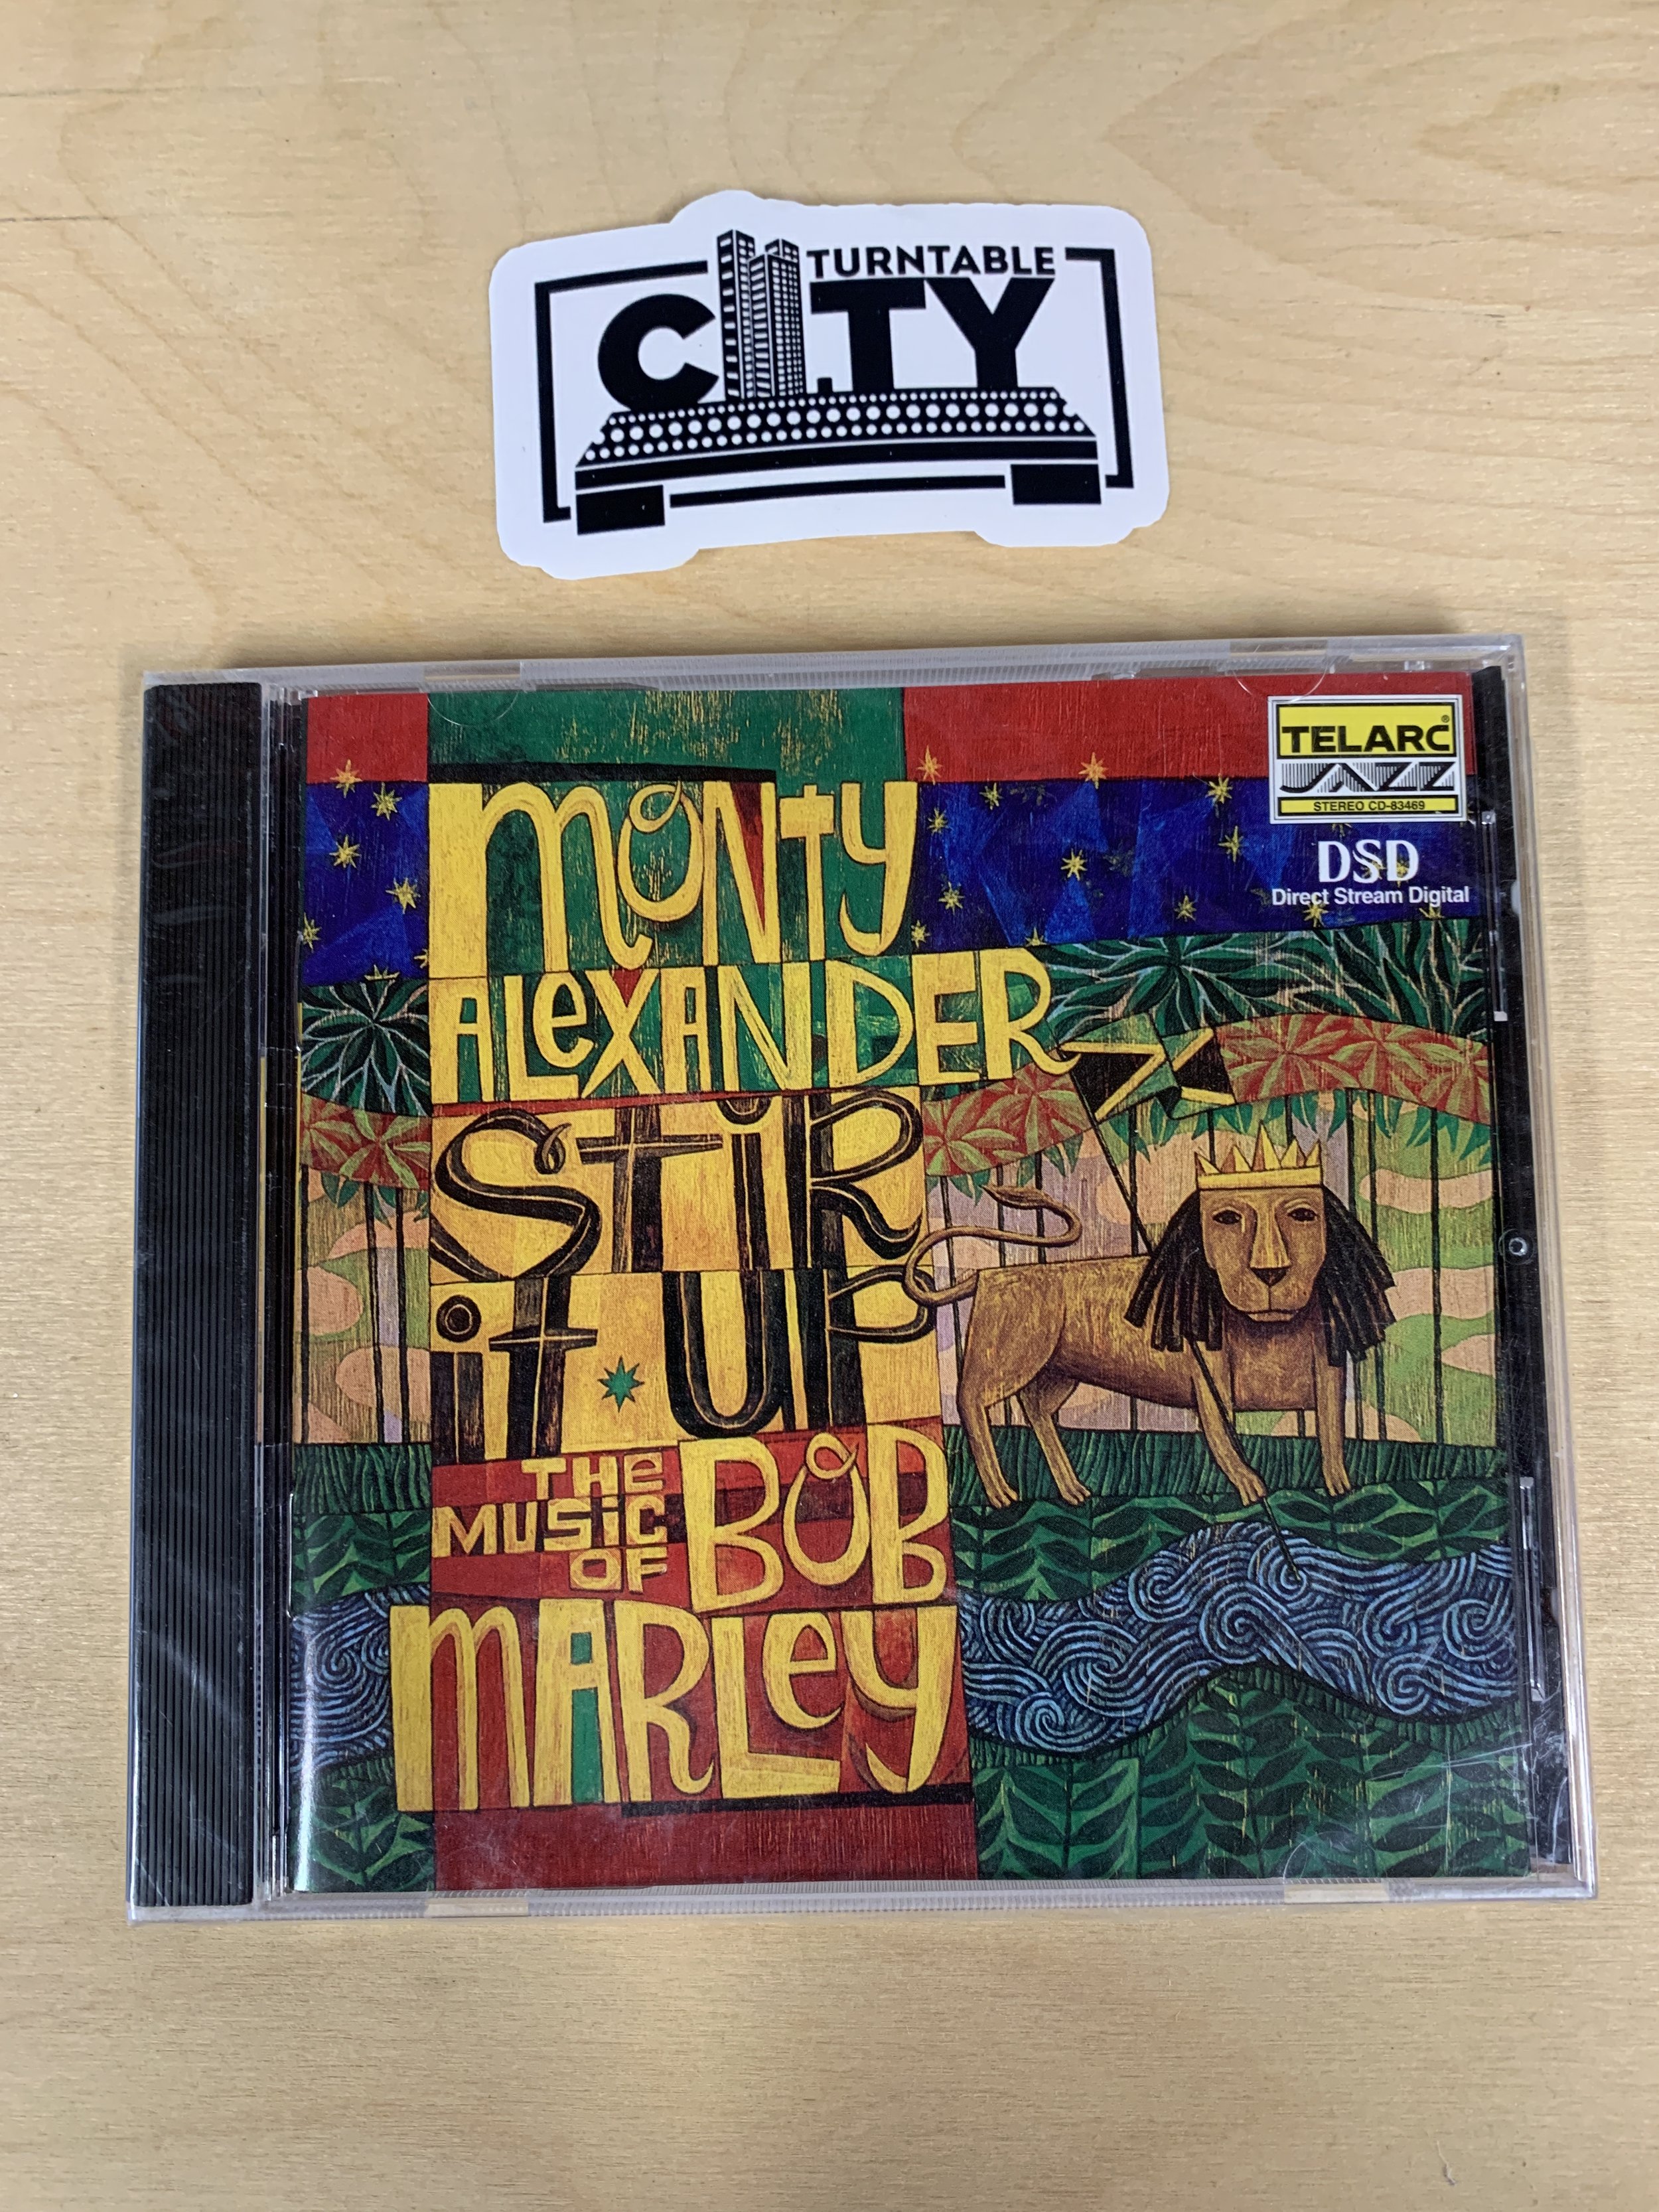 TURNTABLE
CITY
TELARC®
JAZZ
STEREO CD-83469
DSD
Direct Stream Digital
MONTY
ALEXANDER
STIR
iT UP
THE
MUSiC
OF
BOB
MARLEY